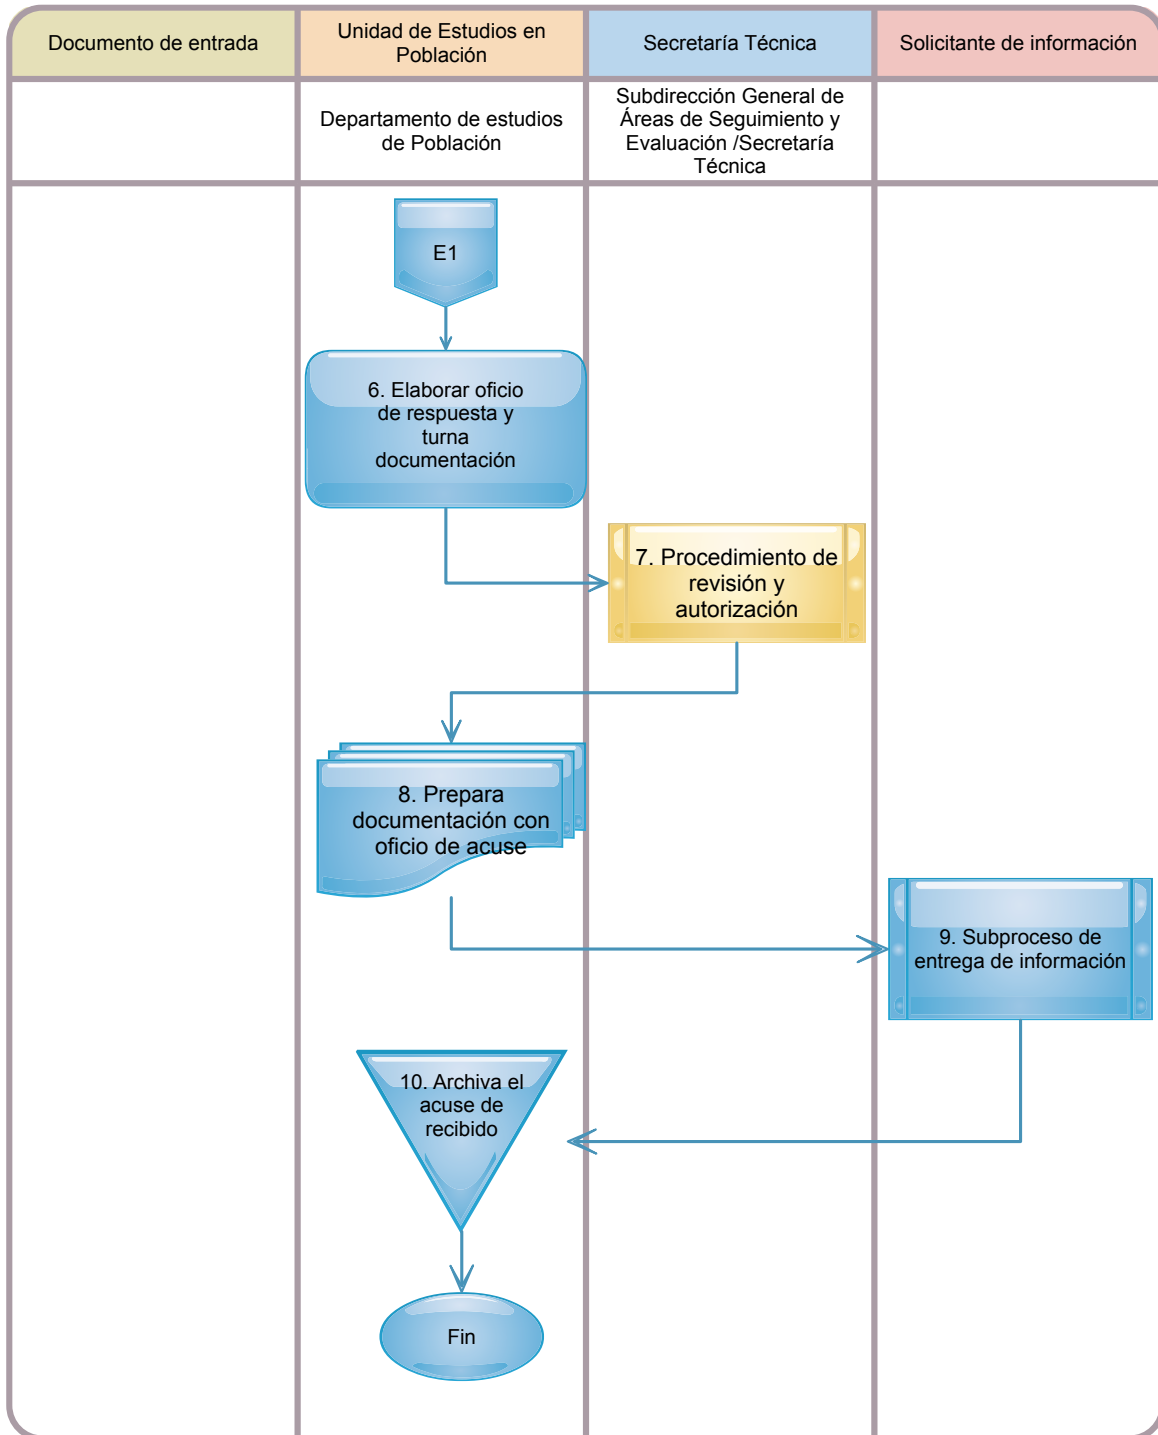 Documento de entrada
Unidad de Estudios en
Población
Secretaría Técnica
Solicitante de información
Departamento de estudios
de Población
Subdirección General de
Áreas de Seguimiento y
Evaluación /Secretaría
Técnica
E1
6. Elaborar oficio
de respuesta y
turna
documentación
7. Procedimiento de
revisión y
autorización
8. Prepara
documentación con
oficio de acuse
9. Subproceso de
entrega de información
10. Archiva el
acuse de
recibido
Fin